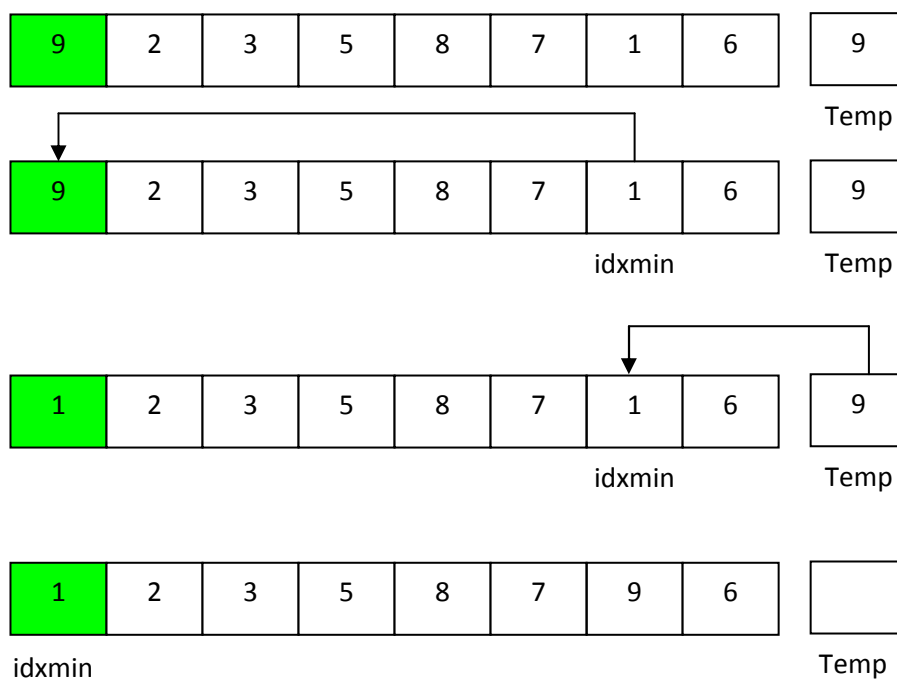 9 2 3 5 8 7 1 6 9
Temp
9 2 3 5 8 7 1 6 9
idxmin Temp
1 2 3 5 8 7 1 6 9
idxmin Temp
1 2 3 5 8 7 9 6
idxmin Temp